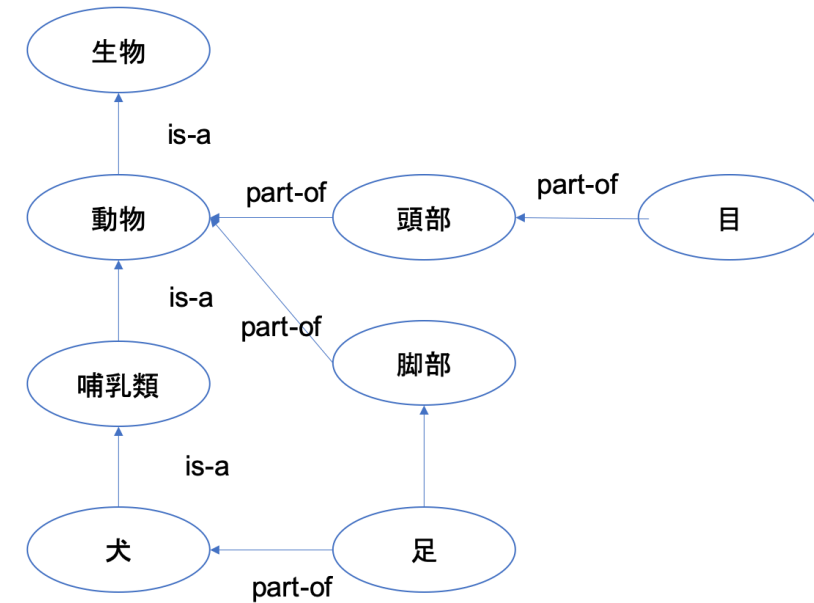 生物
is-a
動物
part-of
頭部
part-of
目
is-a
part-of
脚部
哺乳類
is-a
犬
part-of
足